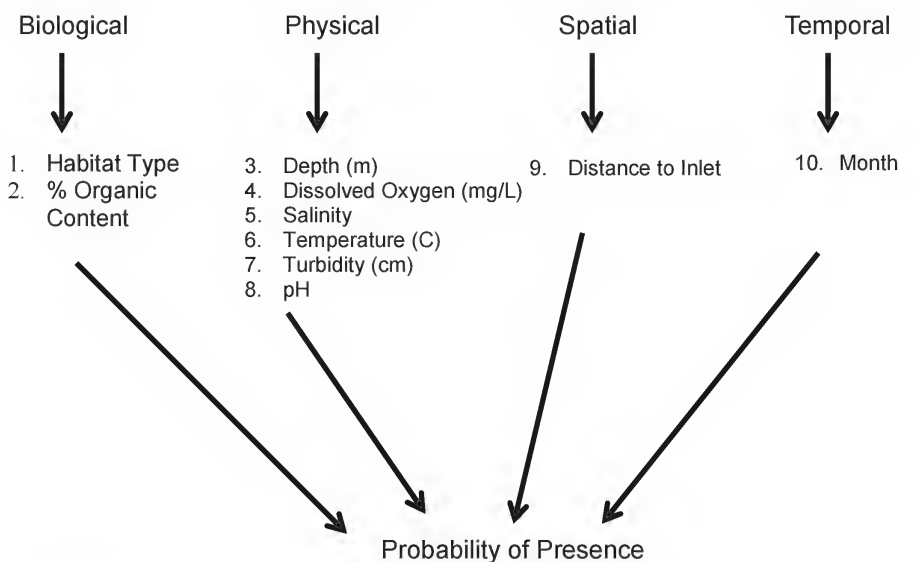 Biological
Physical
Spatial
Temporal
1. Habitat Type
2. % Organic
Content
3. Depth (m)
4. Dissolved Oxygen (mg/L)
5. Salinity
6. Temperature (C)
7. Turbidity (cm)
8. pH
9. Distance to Inlet
10. Month
Probability of Presence